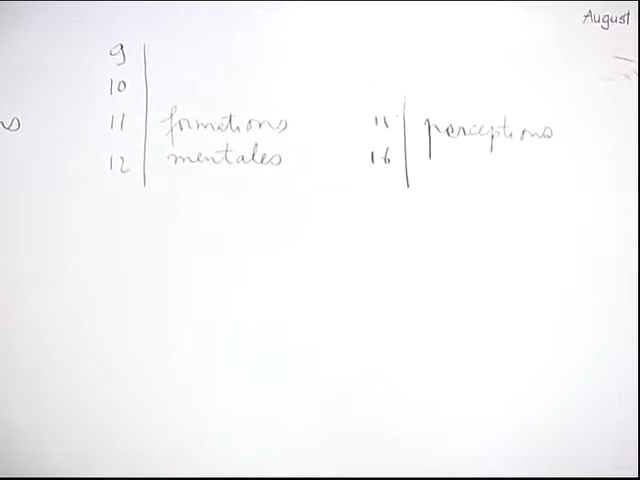 August
9
10
11 formations
12 mentales
11 perceptions
16